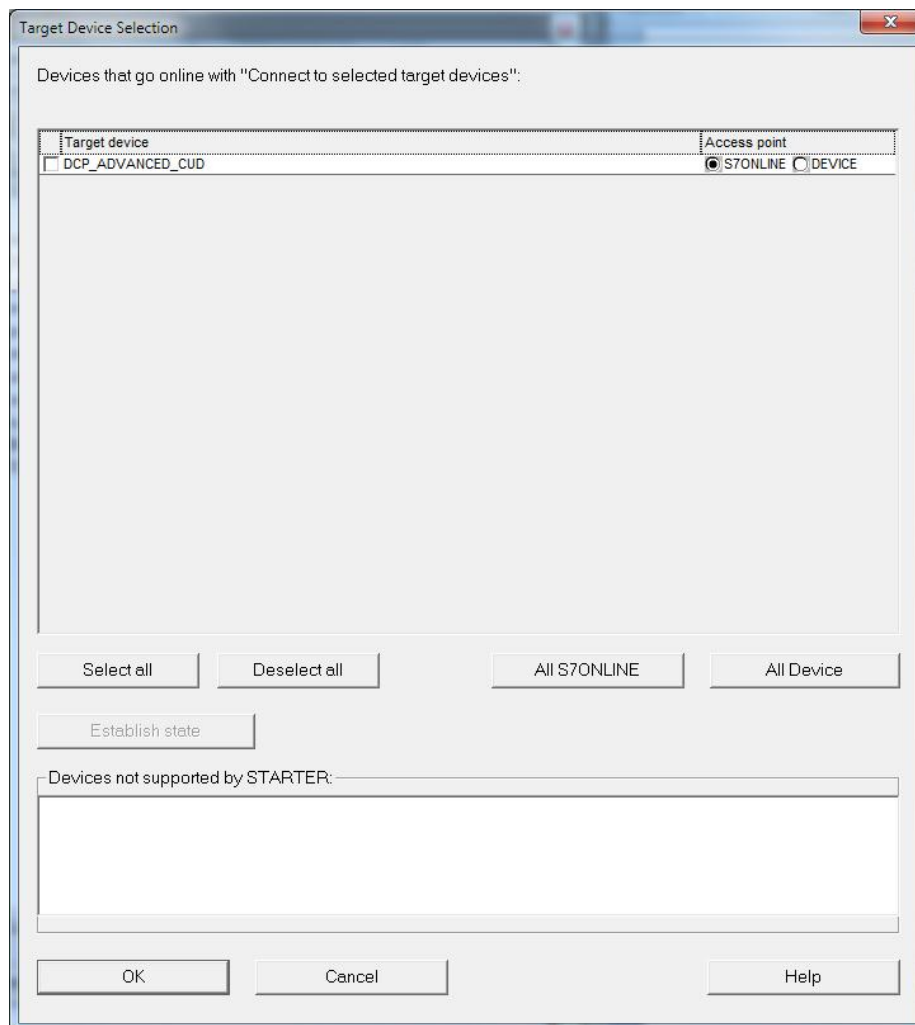 Target Device Selection
Devices that go online with "Connect to selected target devices":
Target device Access point
DCP_ADVANCED_CUD S7ONLINE DEVICE
Select all Deselect all All S7ONLINE All Device
Establish state
Devices not supported by STARTER:
OK Cancel Help